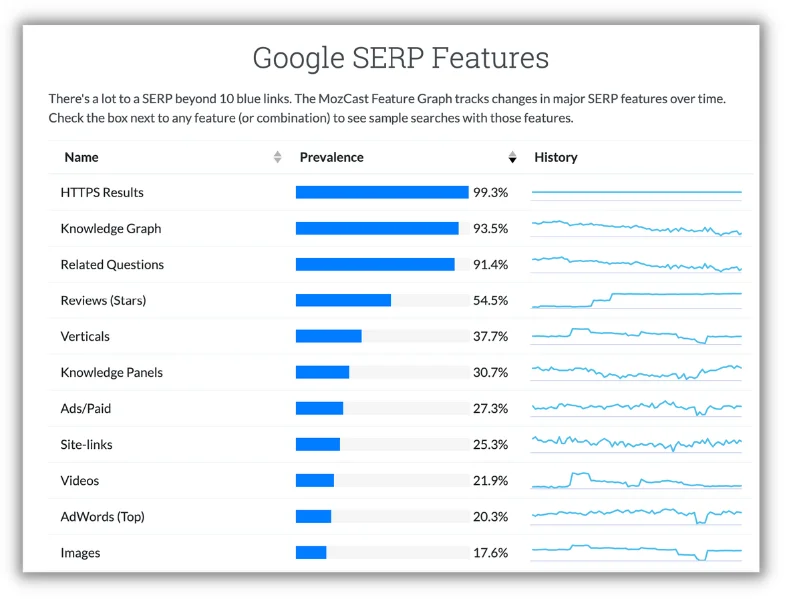 Google SERP Features
There's a lot to a SERP beyond 10 blue links. The MozCast Feature Graph tracks changes in major SERP features over time.
Check the box next to any feature (or combination) to see sample searches with those features.
Name Prevalence History
HTTPS Results 99.3%
Knowledge Graph 93.5%
Related Questions 91.4%
Reviews (Stars) 54.5%
Verticals 37.7%
Knowledge Panels 30.7%
Ads/Paid 27.3%
Site-links 25.3%
Videos 21.9%
AdWords (Top) 20.3%
Images 17.6%